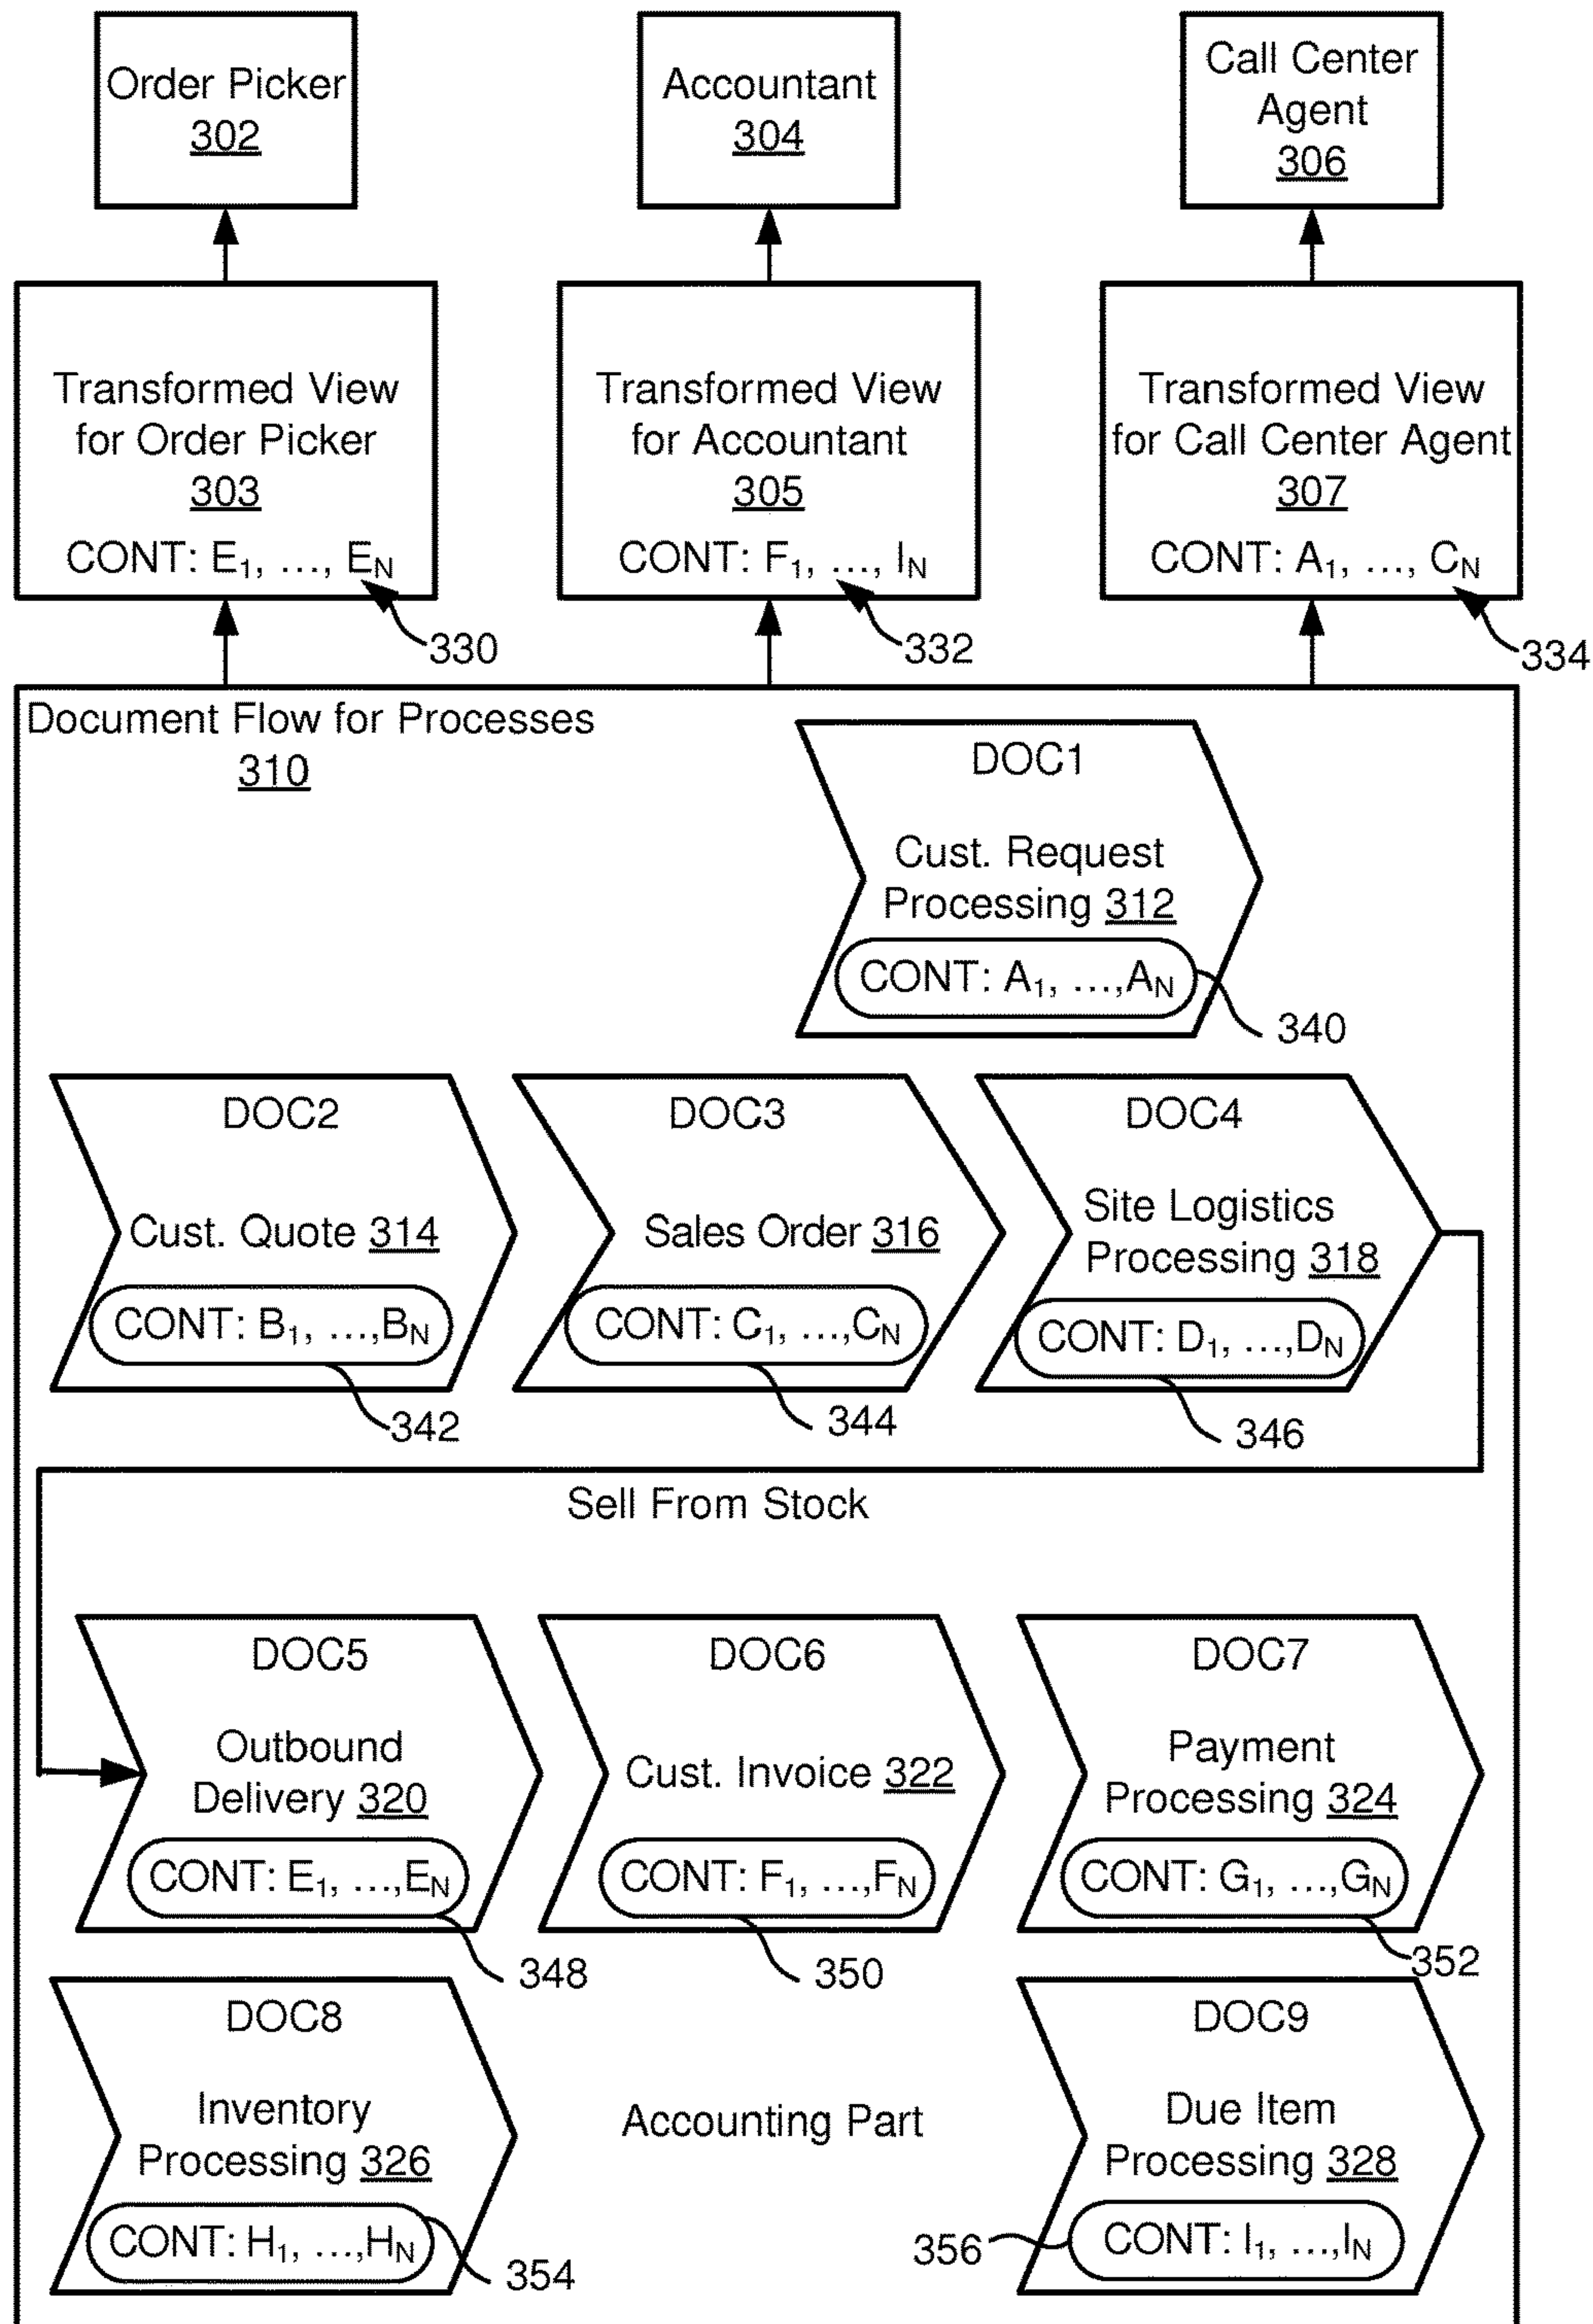 Order Picker
302
Accountant
304
Call Center
Agent
306
Transformed View
for Order Picker
303
CONT: E₁, ..., Eₙ
330
Transformed View
for Accountant
305
CONT: F₁, ..., Iₙ
332
Transformed View
for Call Center Agent
307
CONT: A₁, ..., Cₙ
334
Document Flow for Processes
310
DOC1
Cust. Request
Processing 312
CONT: A₁, ...,Aₙ
340
DOC2
Cust. Quote 314
CONT: B₁, ...,Bₙ
342
DOC3
Sales Order 316
CONT: C₁, ...,Cₙ
344
DOC4
Site Logistics
Processing 318
CONT: D₁, ...,Dₙ
346
Sell From Stock
DOC5
Outbound
Delivery 320
CONT: E₁, ...,Eₙ
348
DOC6
Cust. Invoice 322
CONT: F₁, ...,Fₙ
350
DOC7
Payment
Processing 324
CONT: G₁, ...,Gₙ
352
DOC8
Inventory
Processing 326
CONT: H₁, ...,Hₙ
354
Accounting Part
DOC9
Due Item
Processing 328
CONT: I₁, ...,Iₙ
356